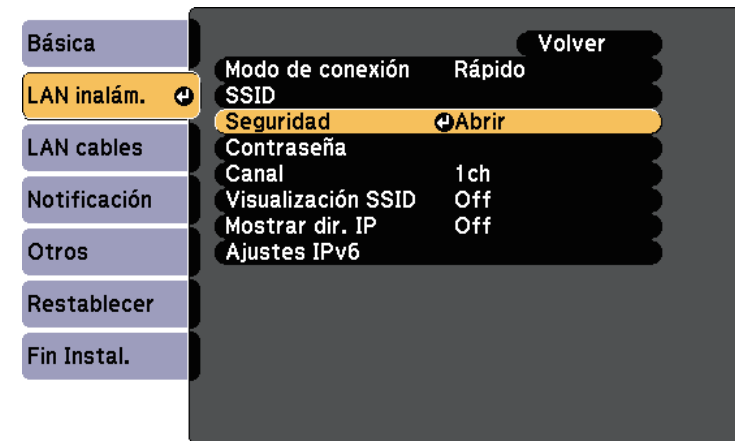 Básica
LAN inalám.
LAN cables
Notificación
Otros
Restablecer
Fin Instal.
Volver
Modo de conexión Rápido
SSID
Seguridad Abrir
Contraseña
Canal 1ch
Visualización SSID Off
Mostrar dir. IP Off
Ajustes IPv6